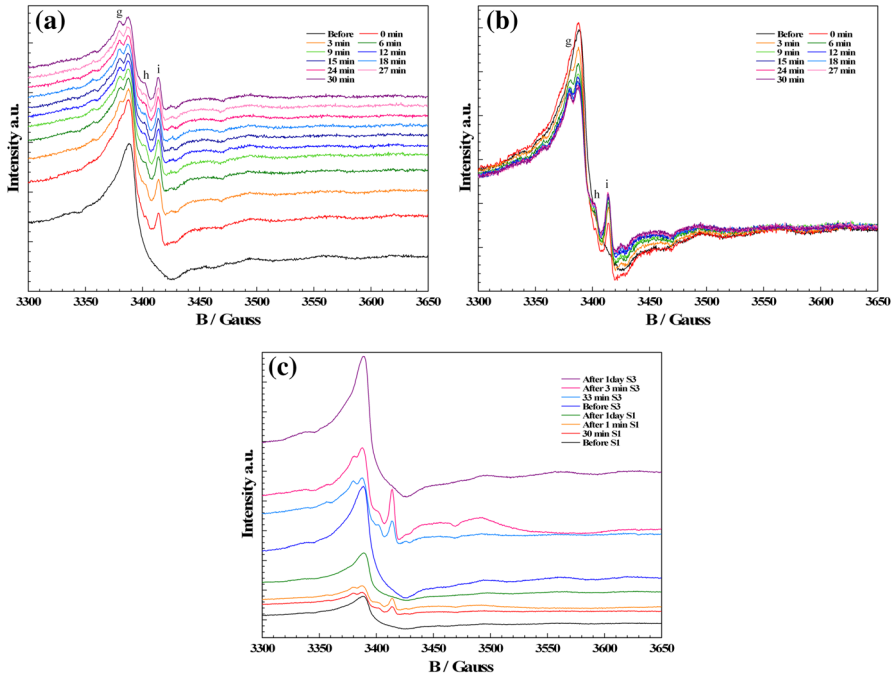 (a)
g
h
i
Before 0 min
3 min 6 min
9 min 12 min
15 min 18 min
24 min 27 min
30 min
Intensity a.u.
3300 3350 3400 3450 3500 3550 3600 3650
B / Gauss
(b)
g
h
i
Before 0 min
3 min 6 min
9 min 12 min
15 min 18 min
24 min 27 min
30 min
Intensity a.u.
3300 3350 3400 3450 3500 3550 3600 3650
B / Gauss
(c)
After 1day S3
After 3 min S3
33 min S3
Before S3
After 1day S1
After 1 min S1
30 min S1
Before S1
Intensity a.u.
3300 3350 3400 3450 3500 3550 3600 3650
B / Gauss